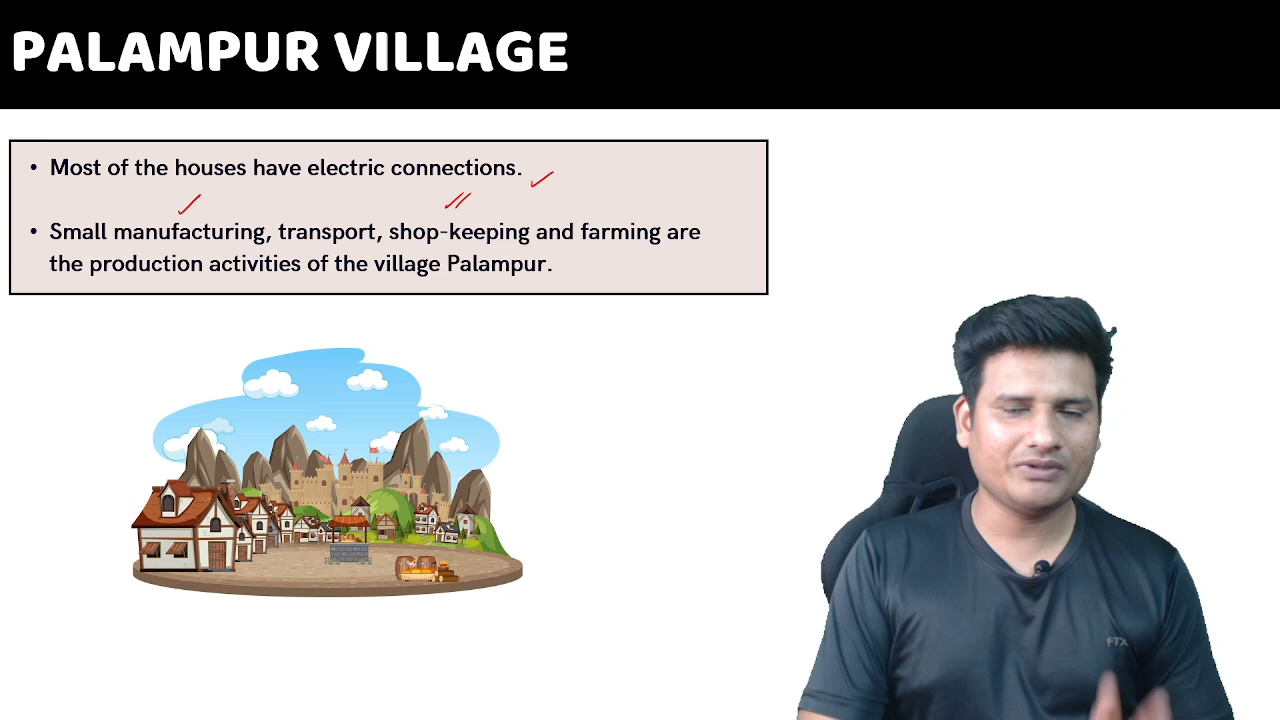 PALAMPUR VILLAGE
• Most of the houses have electric connections.
• Small manufacturing, transport, shop-keeping and farming are
the production activities of the village Palampur.
FTX